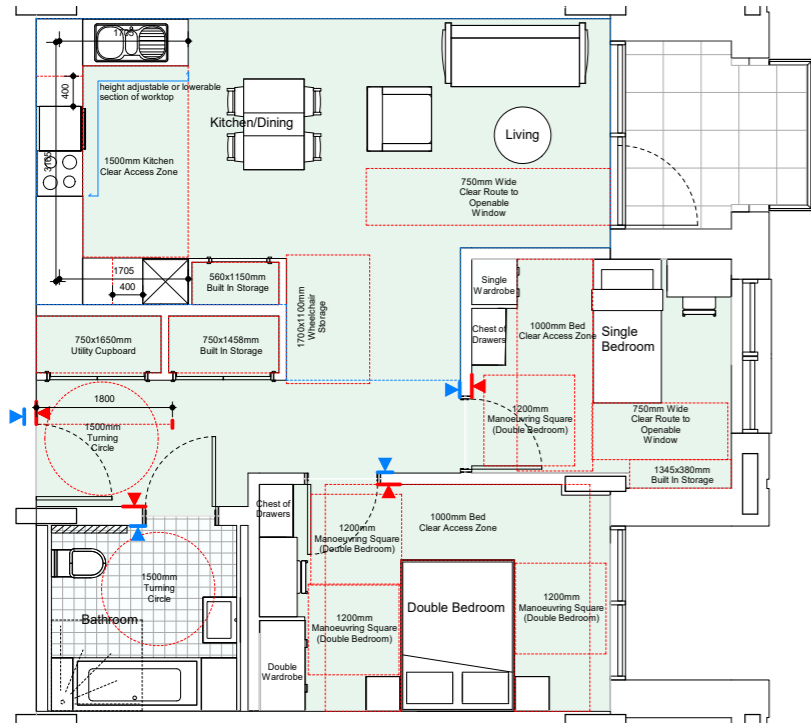 1705
400
height adjustable or lowerable
section of worktop
Kitchen/Dining
Living
3165
1500mm Kitchen
Clear Access Zone
750mm Wide
Clear Route to
Openable
Window
1705
400
560x1150mm
Built In Storage
1700x1100mm
Wheelchair
Storage
Single
Wardrobe
Chest of
Drawers
1000mm Bed
Clear Access Zone
Single
Bedroom
750x1650mm
Utility Cupboard
750x1458mm
Built In Storage
1800
1500mm
Turning
Circle
1200mm
Manoeuvring Square
(Double Bedroom)
750mm Wide
Clear Route to
Openable
Window
1345x380mm
Built In Storage
Chest of
Drawers
1200mm
Manoeuvring Square
(Double Bedroom)
1000mm Bed
Clear Access Zone
1500mm
Turning
Circle
Bathroom
1200mm
Manoeuvring Square
(Double Bedroom)
Double Bedroom
1200mm
Manoeuvring Square
(Double Bedroom)
Double
Wardrobe